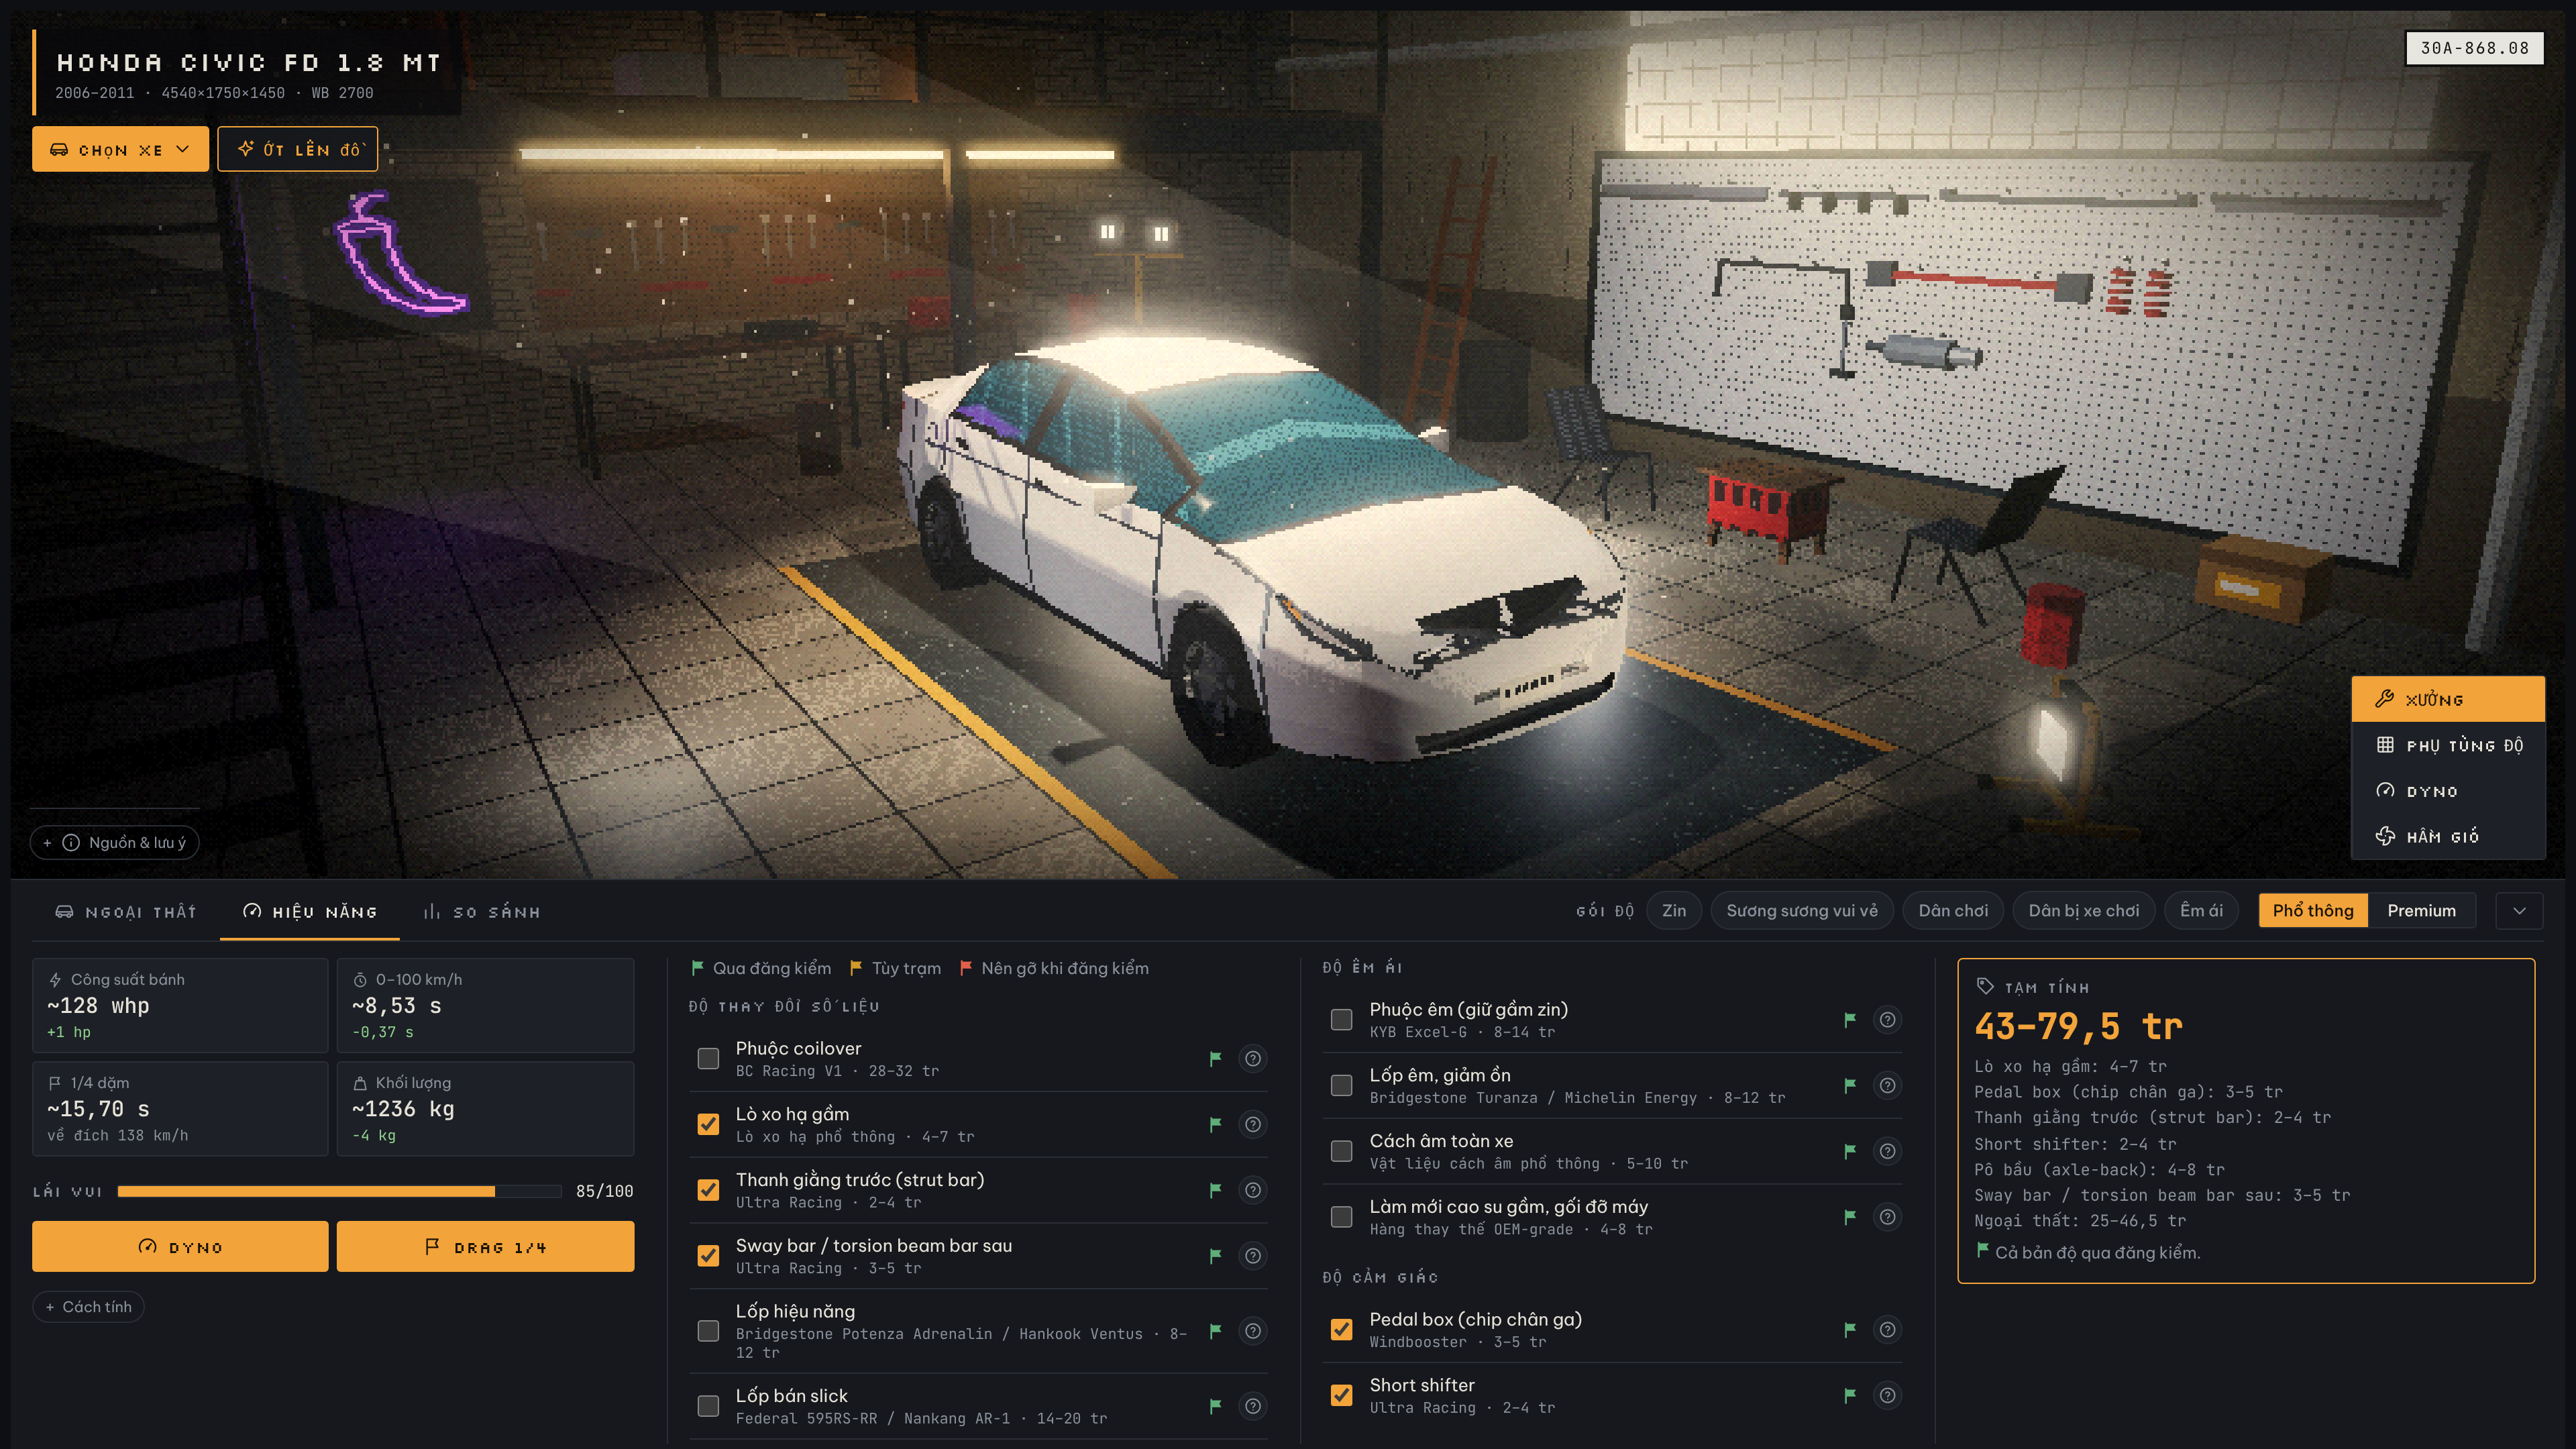 HONDA CIVIC FD 1.8 MT
2006–2011 · 4540×1750×1450 · WB 2700
30A-868.08
CHỌN XE
ỚT LÊN ĐỒ
XƯỞNG
PHỤ TÙNG ĐỘ
DYNO
HẦM GIÓ
+ Nguồn & lưu ý
NGOẠI THẤT
HIỆU NĂNG
SO SÁNH
GÓI ĐỘ
Zin
Sương sương vui vẻ
Dân chơi
Dân bị xe chơi
Êm ái
Phổ thông
Premium
Công suất bánh
~128 whp
+1 hp
0–100 km/h
~8,53 s
-0,37 s
1/4 dặm
~15,70 s
về đích 138 km/h
Khối lượng
~1236 kg
-4 kg
LÁI VUI
85/100
DYNO
DRAG 1/4
+ Cách tính
Qua đăng kiểm
Tùy trạm
Nên gỡ khi đăng kiểm
ĐỘ THAY ĐỔI SỐ LIỆU
Phuộc coilover
BC Racing V1 · 28–32 tr
Lò xo hạ gầm
Lò xo hạ phổ thông · 4–7 tr
Thanh giằng trước (strut bar)
Ultra Racing · 2–4 tr
Sway bar / torsion beam bar sau
Ultra Racing · 3–5 tr
Lốp hiệu năng
Bridgestone Potenza Adrenalin / Hankook Ventus · 8–
12 tr
Lốp bán slick
Federal 595RS-RR / Nankang AR-1 · 14–20 tr
ĐỘ ÊM ÁI
Phuộc êm (giữ gầm zin)
KYB Excel-G · 8–14 tr
Lốp êm, giảm ồn
Bridgestone Turanza / Michelin Energy · 8–12 tr
Cách âm toàn xe
Vật liệu cách âm phổ thông · 5–10 tr
Làm mới cao su gầm, gối đỡ máy
Hàng thay thế OEM-grade · 4–8 tr
ĐỘ CẢM GIÁC
Pedal box (chip chân ga)
Windbooster · 3–5 tr
Short shifter
Ultra Racing · 2–4 tr
TẠM TÍNH
43–79,5 tr
Lò xo hạ gầm: 4–7 tr
Pedal box (chip chân ga): 3–5 tr
Thanh giằng trước (strut bar): 2–4 tr
Short shifter: 2–4 tr
Pô bầu (axle-back): 4–8 tr
Sway bar / torsion beam bar sau: 3–5 tr
Ngoại thất: 25–46,5 tr
Cả bản độ qua đăng kiểm.